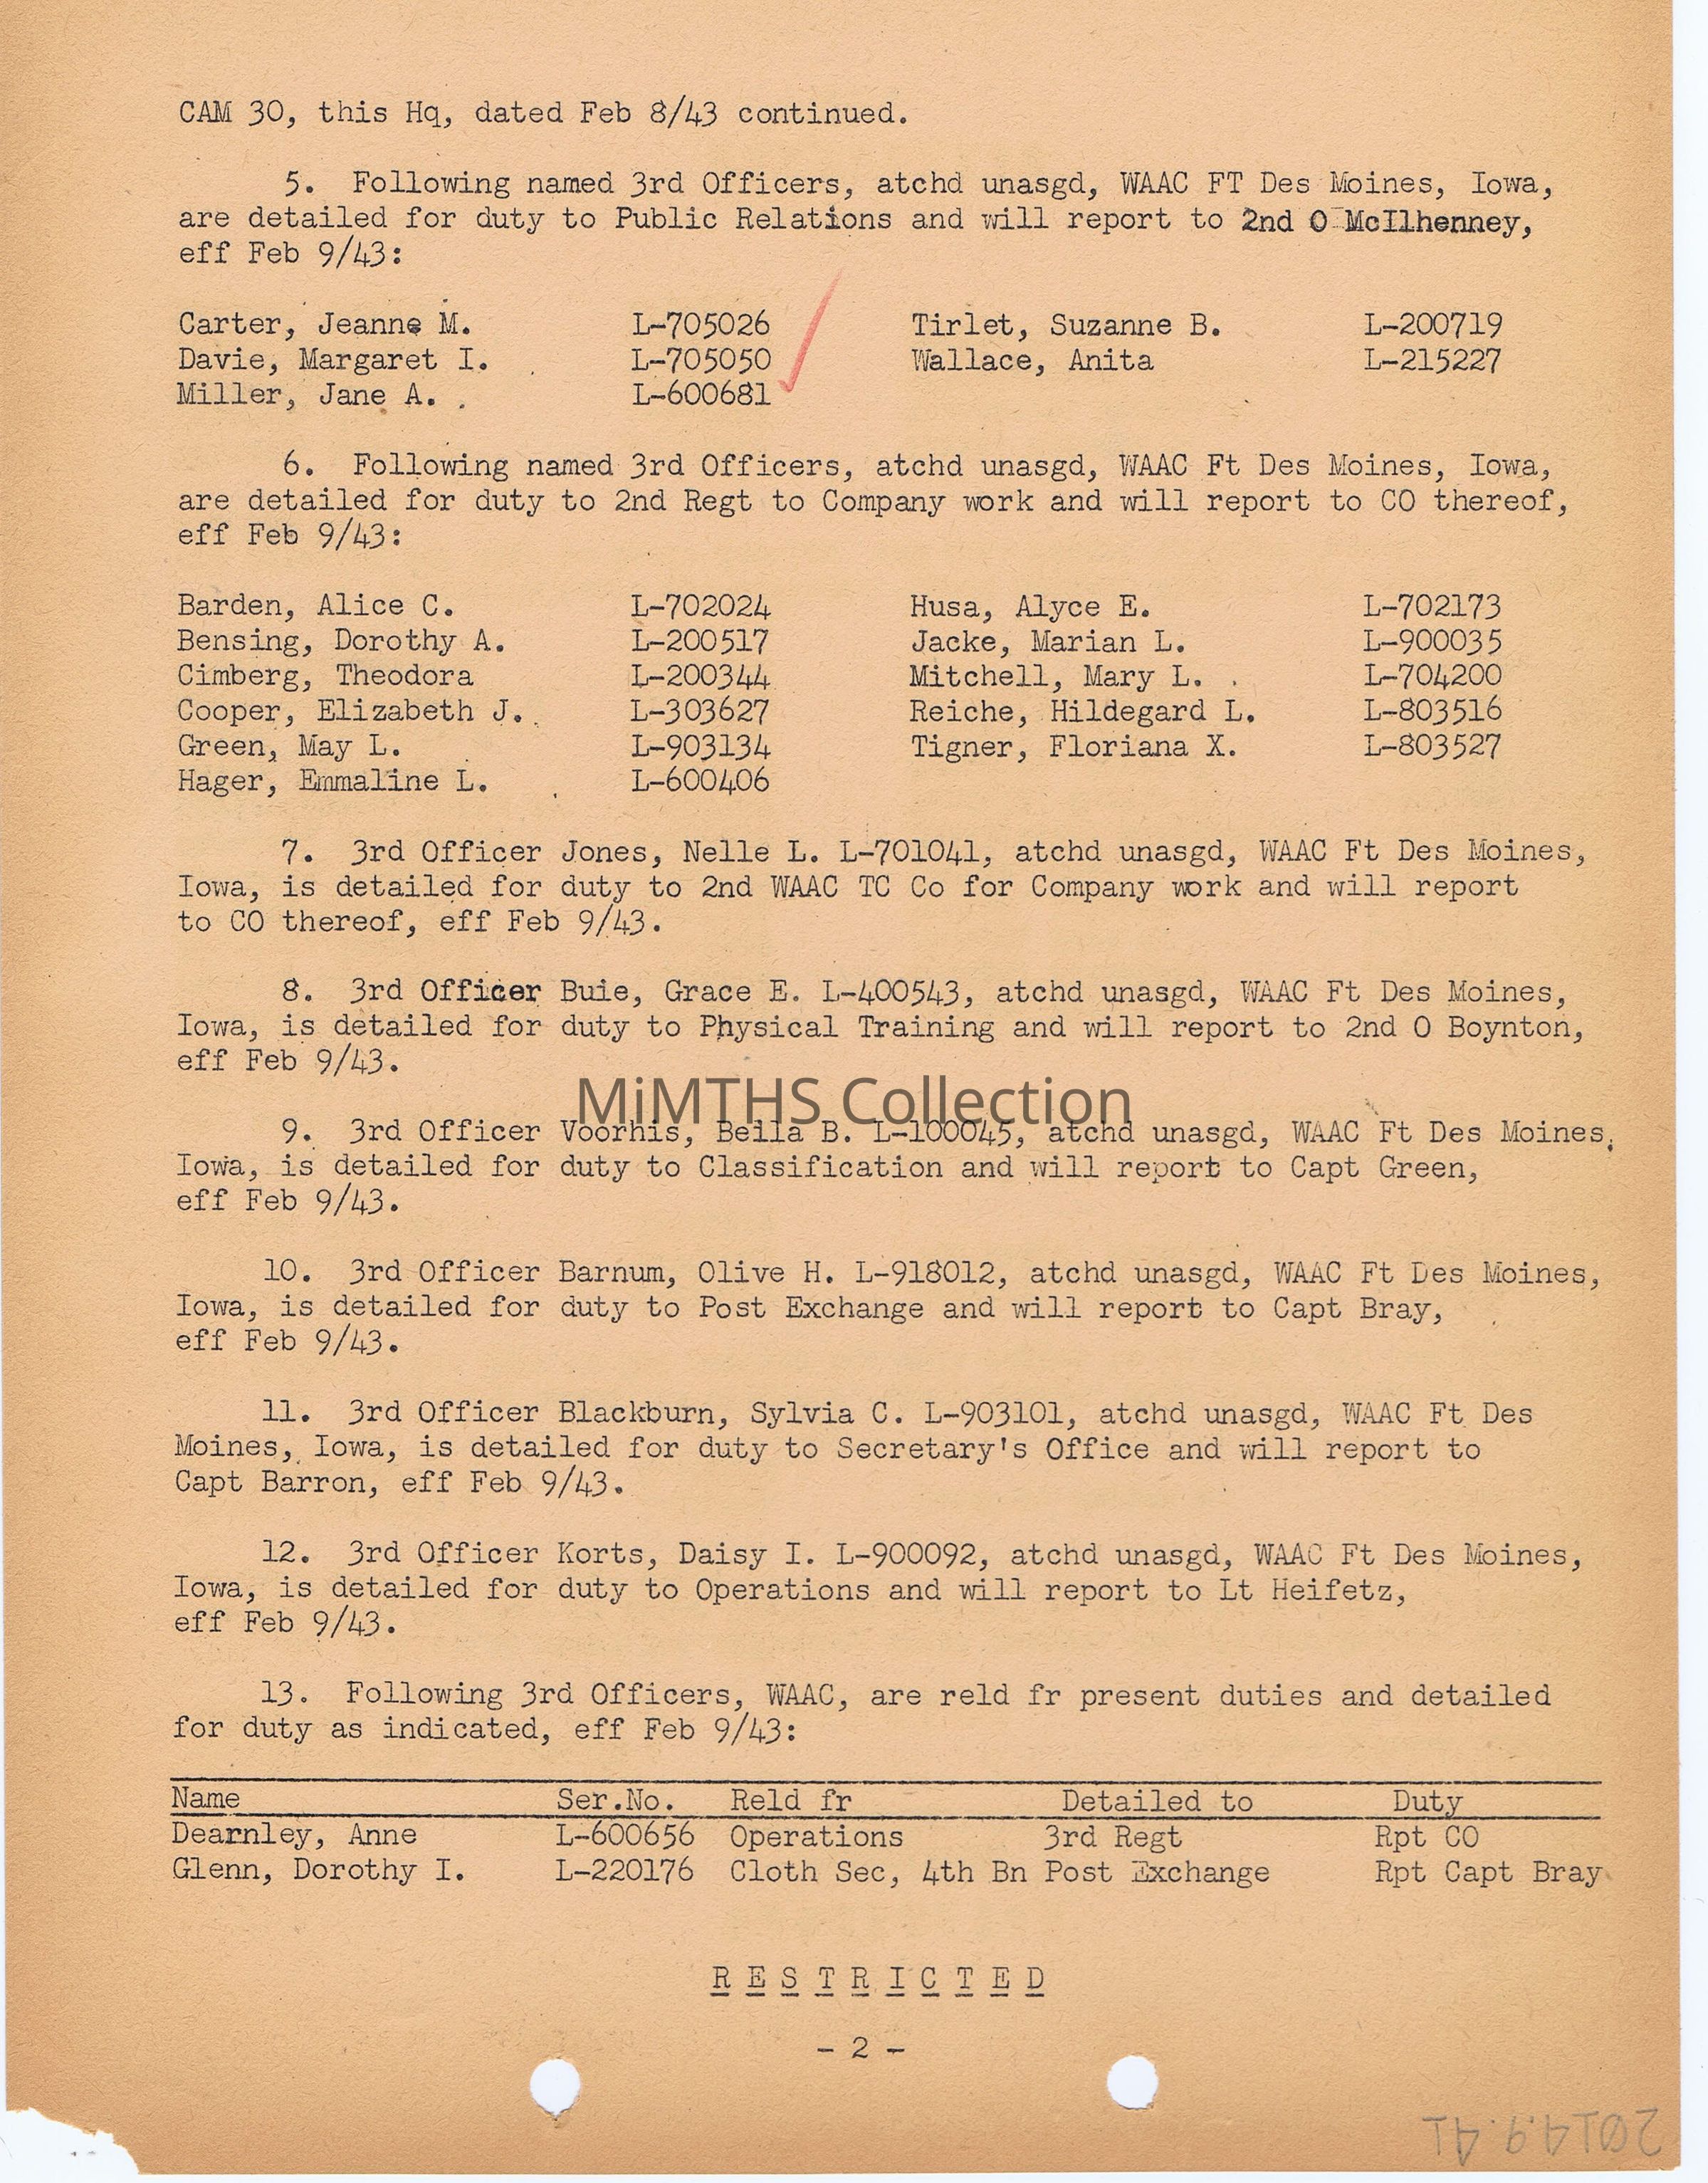 CAM 30, this Hq, dated Feb 8/43 continued.
5. Following named 3rd Officers, atchd unasgd, WAAC FT Des Moines, Iowa,
are detailed for duty to Public Relations and will report to 2nd O McIlhenney,
eff Feb 9/43:
Carter, Jeanne M. L-705026 Tirlet, Suzanne B. L-200719
Davie, Margaret I. L-705050 Wallace, Anita L-215227
Miller, Jane A. L-600681
6. Following named 3rd Officers, atchd unasgd, WAAC Ft Des Moines, Iowa,
are detailed for duty to 2nd Regt to Company work and will report to CO thereof,
eff Feb 9/43:
Barden, Alice C. L-702024 Husa, Alyce E. L-702173
Bensing, Dorothy A. L-200517 Jacke, Marian L. L-900035
Cimberg, Theodora L-200344 Mitchell, Mary L. L-704200
Cooper, Elizabeth J. L-303627 Reiche, Hildegard L. L-803516
Green, May L. L-903134 Tigner, Floriana X. L-803527
Hager, Emmaline L. L-600406
7. 3rd Officer Jones, Nelle L. L-701041, atchd unasgd, WAAC Ft Des Moines,
Iowa, is detailed for duty to 2nd WAAC TC Co for Company work and will report
to CO thereof, eff Feb 9/43.
8. 3rd Officer Buie, Grace E. L-400543, atchd unasgd, WAAC Ft Des Moines,
Iowa, is detailed for duty to Physical Training and will report to 2nd O Boynton,
eff Feb 9/43.
MiMTHS Collection
9. 3rd Officer Voorhis, Bella B. L-100045, atchd unasgd, WAAC Ft Des Moines,
Iowa, is detailed for duty to Classification and will report to Capt Green,
eff Feb 9/43.
10. 3rd Officer Barnum, Olive H. L-918012, atchd unasgd, WAAC Ft Des Moines,
Iowa, is detailed for duty to Post Exchange and will report to Capt Bray,
eff Feb 9/43.
11. 3rd Officer Blackburn, Sylvia C. L-903101, atchd unasgd, WAAC Ft Des
Moines, Iowa, is detailed for duty to Secretary's Office and will report to
Capt Barron, eff Feb 9/43.
12. 3rd Officer Korts, Daisy I. L-900092, atchd unasgd, WAAC Ft Des Moines,
Iowa, is detailed for duty to Operations and will report to Lt Heifetz,
eff Feb 9/43.
13. Following 3rd Officers, WAAC, are reld fr present duties and detailed
for duty as indicated, eff Feb 9/43:
Name Ser.No. Reld fr Detailed to Duty
Dearnley, Anne L-600656 Operations 3rd Regt Rpt CO
Glenn, Dorothy I. L-220176 Cloth Sec, 4th Bn Post Exchange Rpt Capt Bray
R E S T R I C T E D
- 2 -
2014.9.41